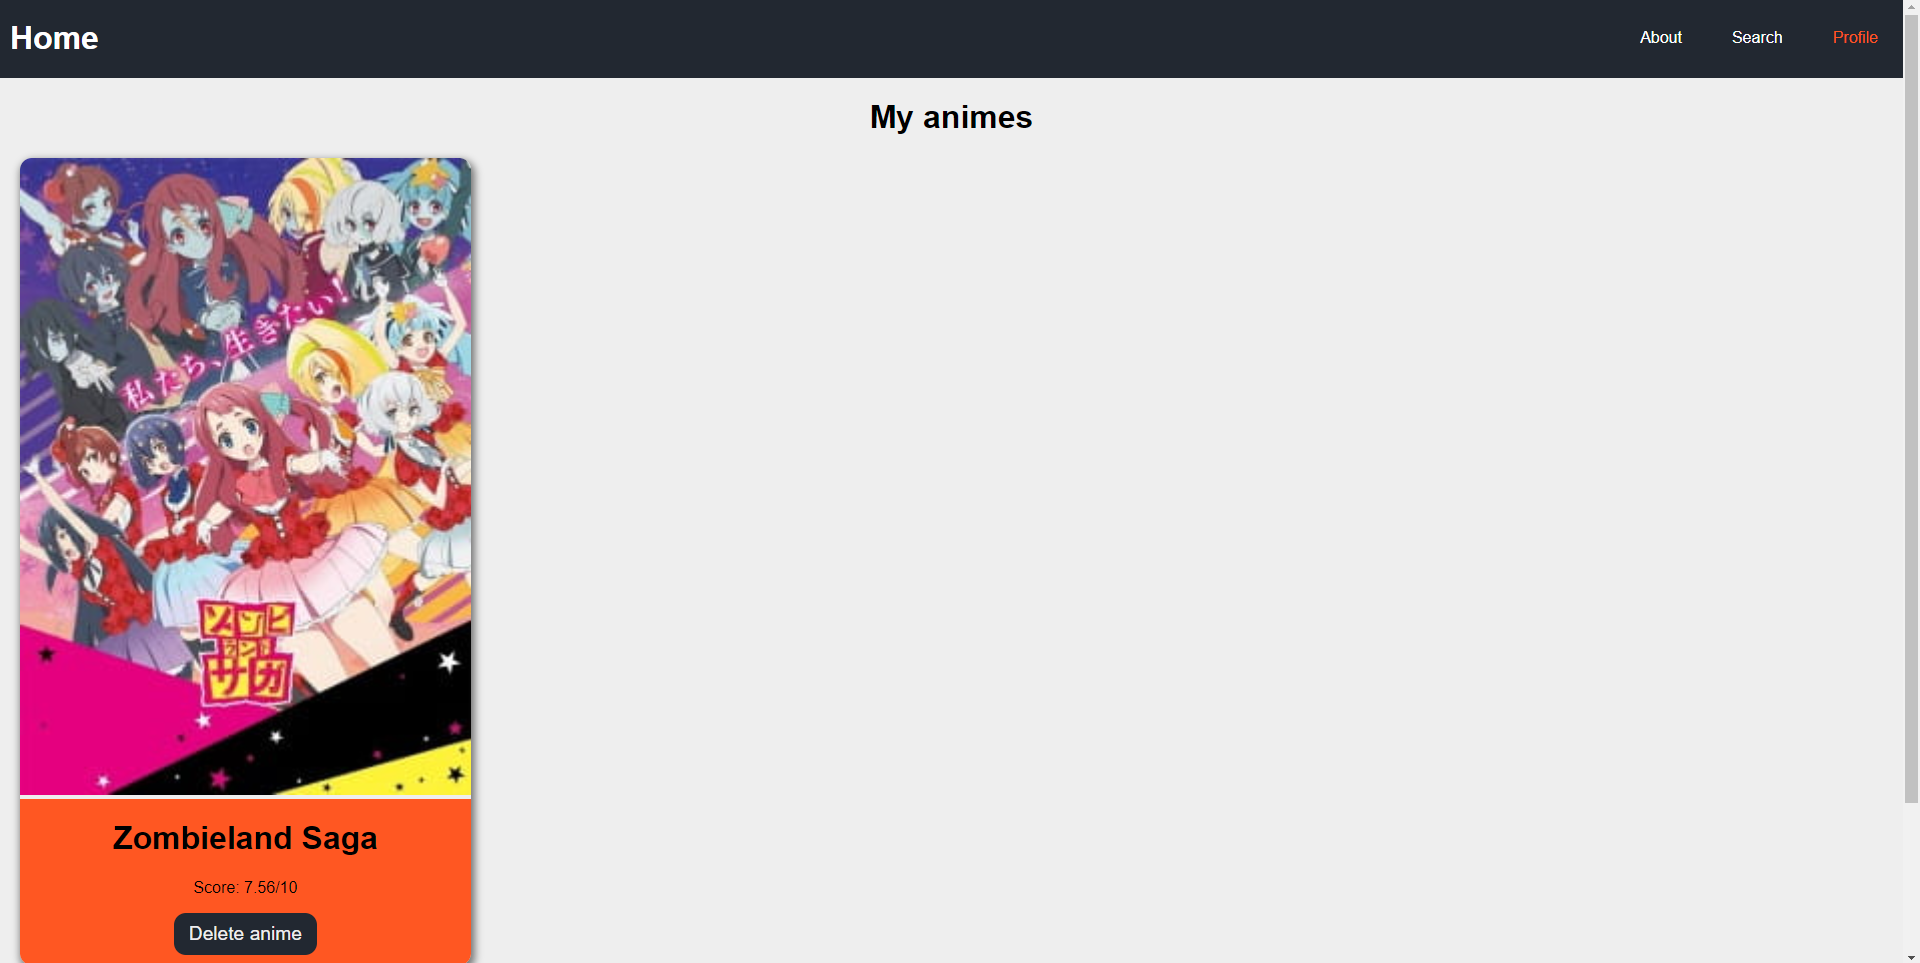 Home
About
Search
Profile
My animes
私たち、生きたい!
ゾンビ
ランド
サガ
Zombieland Saga
Score: 7.56/10
Delete anime